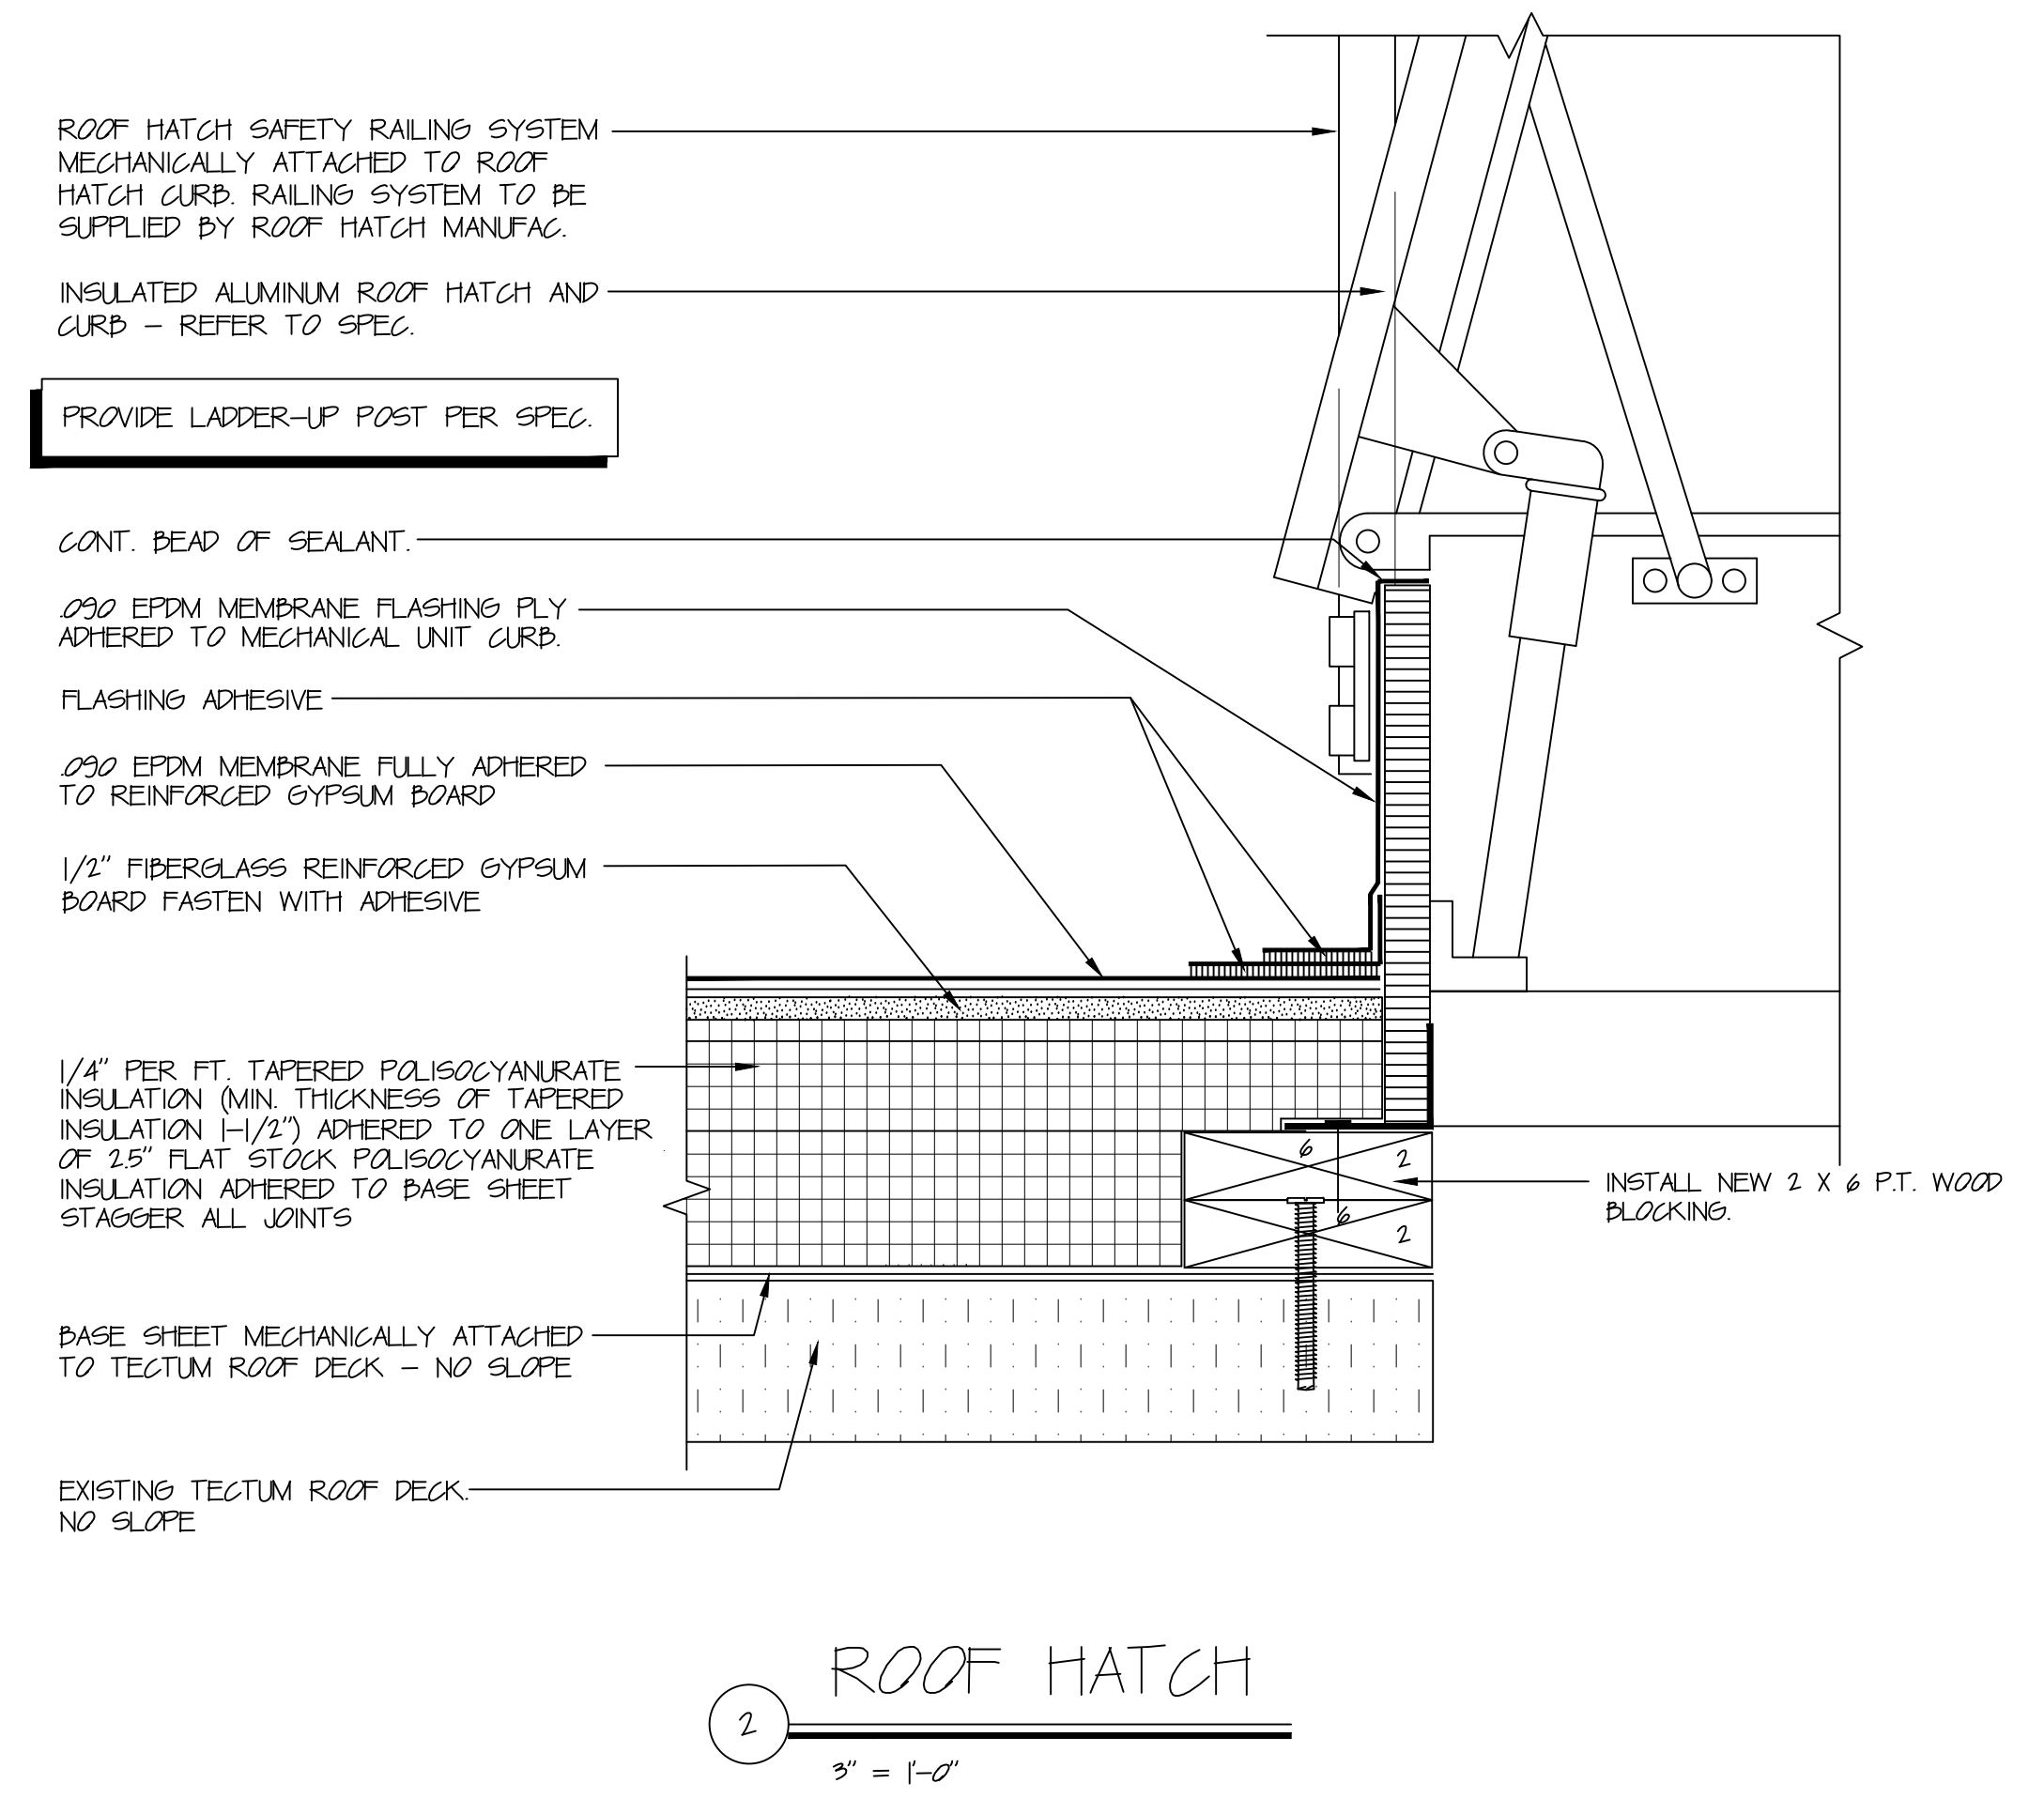 ROOF HATCH SAFETY RAILING SYSTEM
MECHANICALLY ATTACHED TO ROOF
HATCH CURB. RAILING SYSTEM TO BE
SUPPLIED BY ROOF HATCH MANUFAC.
INSULATED ALUMINUM ROOF HATCH AND
CURB – REFER TO SPEC.
PROVIDE LADDER-UP POST PER SPEC.
CONT. BEAD OF SEALANT.
.090 EPDM MEMBRANE FLASHING PLY
ADHERED TO MECHANICAL UNIT CURB.
FLASHING ADHESIVE
.090 EPDM MEMBRANE FULLY ADHERED
TO REINFORCED GYPSUM BOARD
1/2" FIBERGLASS REINFORCED GYPSUM
BOARD FASTEN WITH ADHESIVE
1/4" PER FT. TAPERED POLISOCYANURATE
INSULATION (MIN. THICKNESS OF TAPERED
INSULATION 1-1/2") ADHERED TO ONE LAYER
OF 2.5" FLAT STOCK POLISOCYANURATE
INSULATION ADHERED TO BASE SHEET
STAGGER ALL JOINTS
6
2
6
2
INSTALL NEW 2 X 6 P.T. WOOD
BLOCKING.
BASE SHEET MECHANICALLY ATTACHED
TO TECTUM ROOF DECK – NO SLOPE
EXISTING TECTUM ROOF DECK.
NO SLOPE
ROOF HATCH
2
3" = 1'-0"